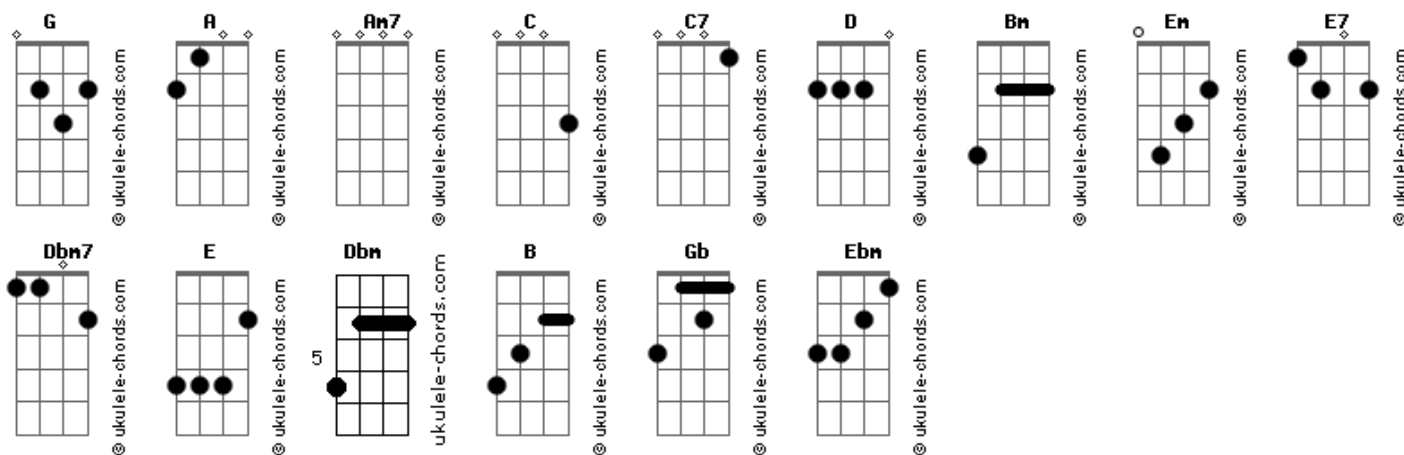 G A Am7 C C7 D Bm Em E7
© ukulele-chords.com © ukulele-chords.com © ukulele-chords.com © ukulele-chords.com © ukulele-chords.com © ukulele-chords.com © ukulele-chords.com © ukulele-chords.com © ukulele-chords.com
Dbm7 E Dbm B Gb Ebm
5
© ukulele-chords.com © ukulele-chords.com ukulele-chords.com © ukulele-chords.com © ukulele-chords.com © ukulele-chords.com